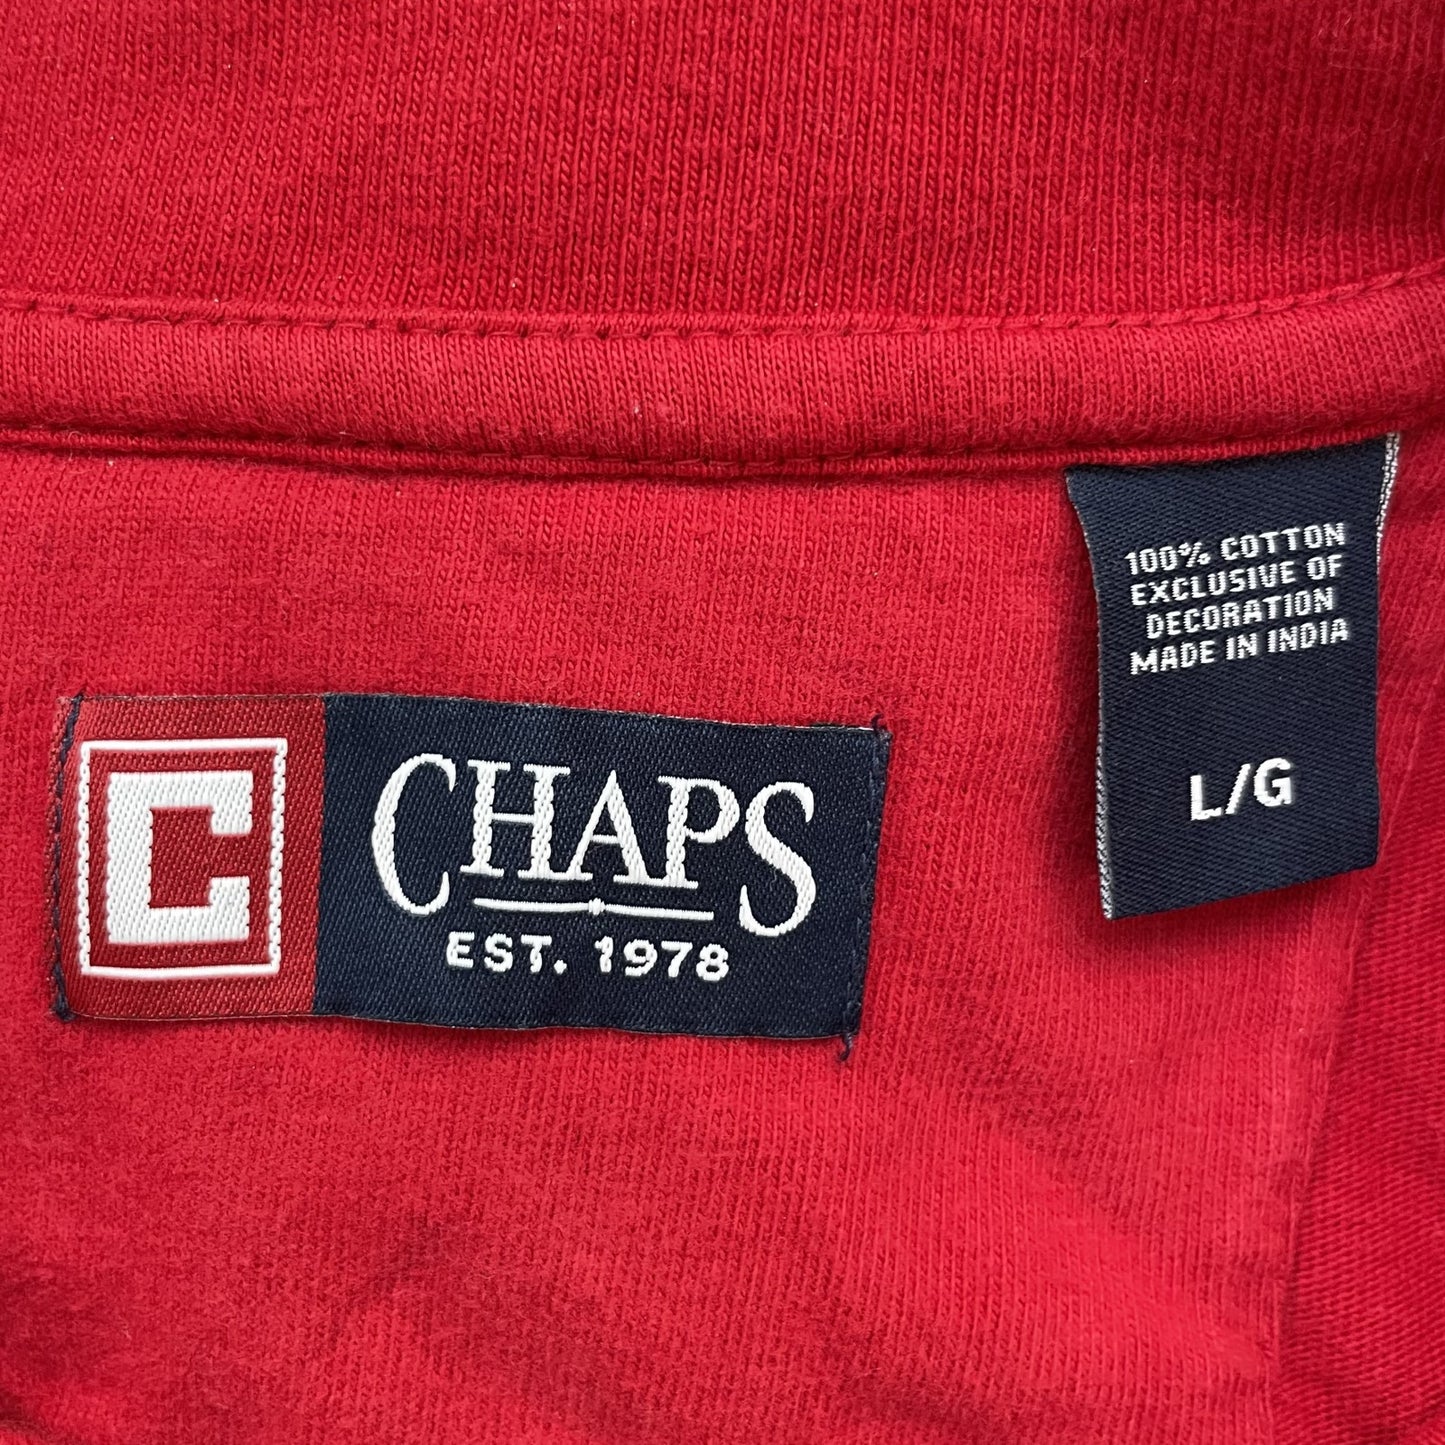 C
CHAPS
EST. 1978
100% COTTON
EXCLUSIVE OF
DECORATION
MADE IN INDIA
L/G